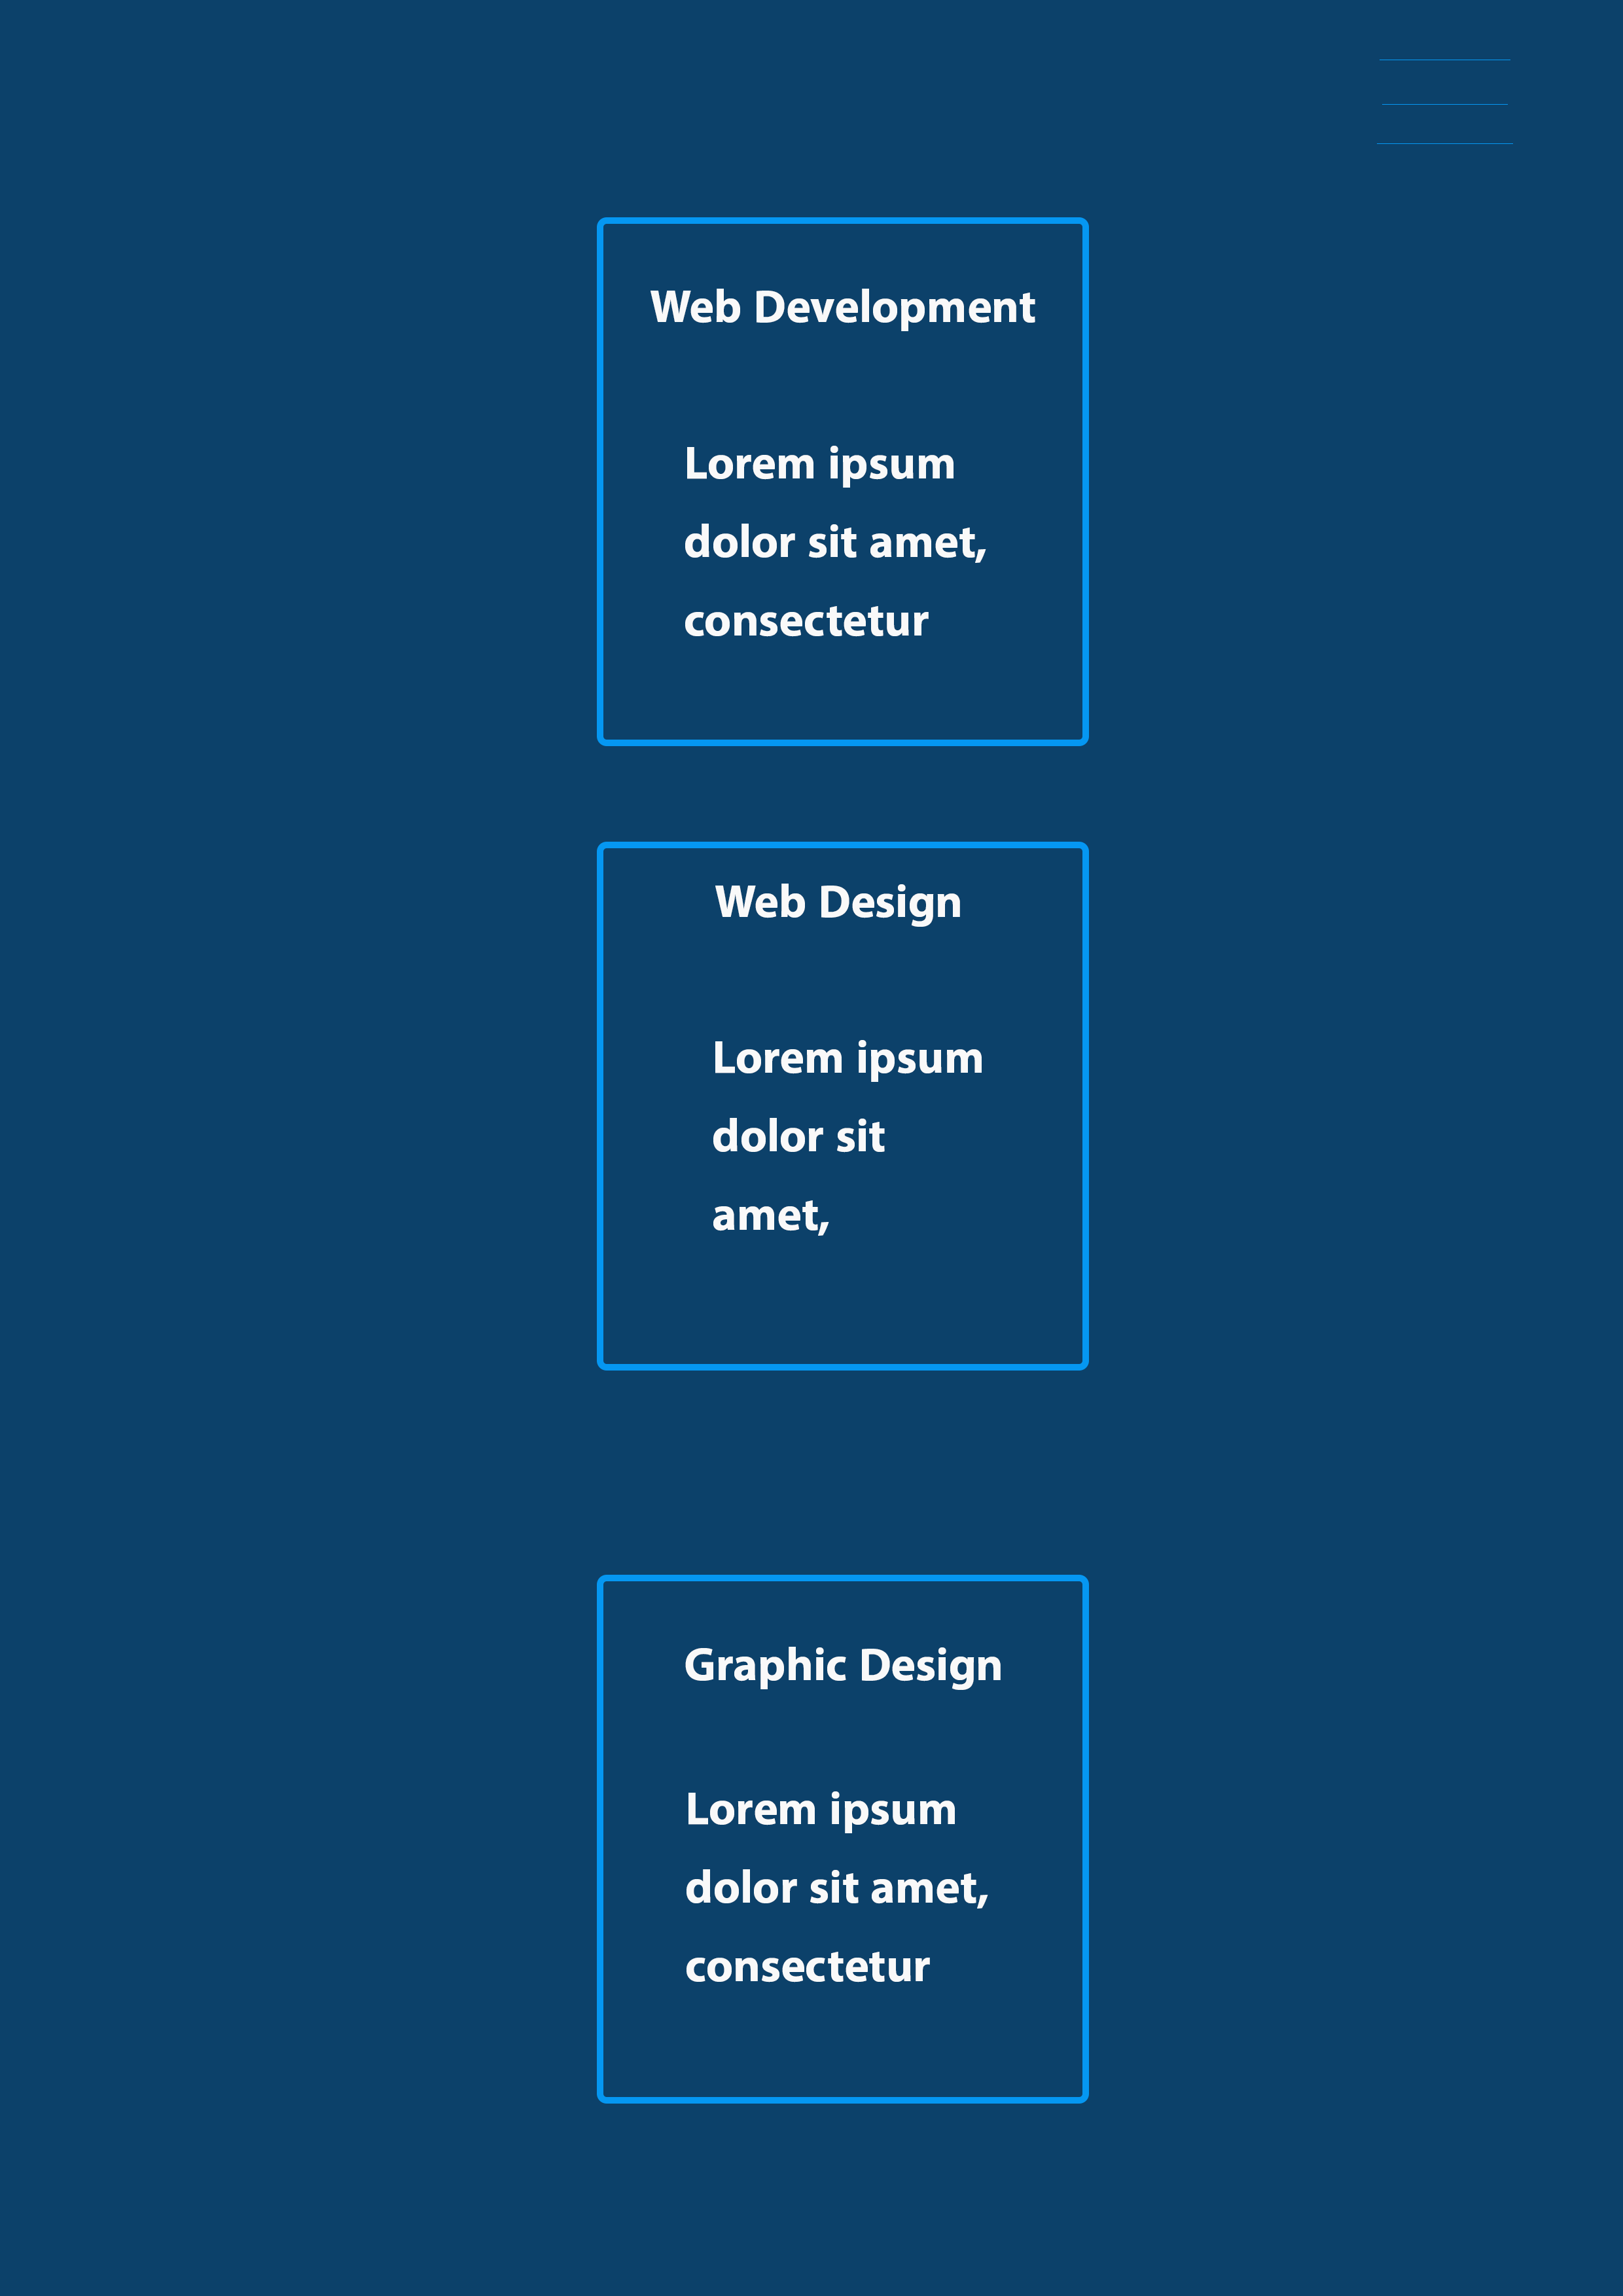 Web Development
Lorem ipsum
dolor sit amet,
consectetur
Web Design
Lorem ipsum
dolor sit
amet,
Graphic Design
Lorem ipsum
dolor sit amet,
consectetur